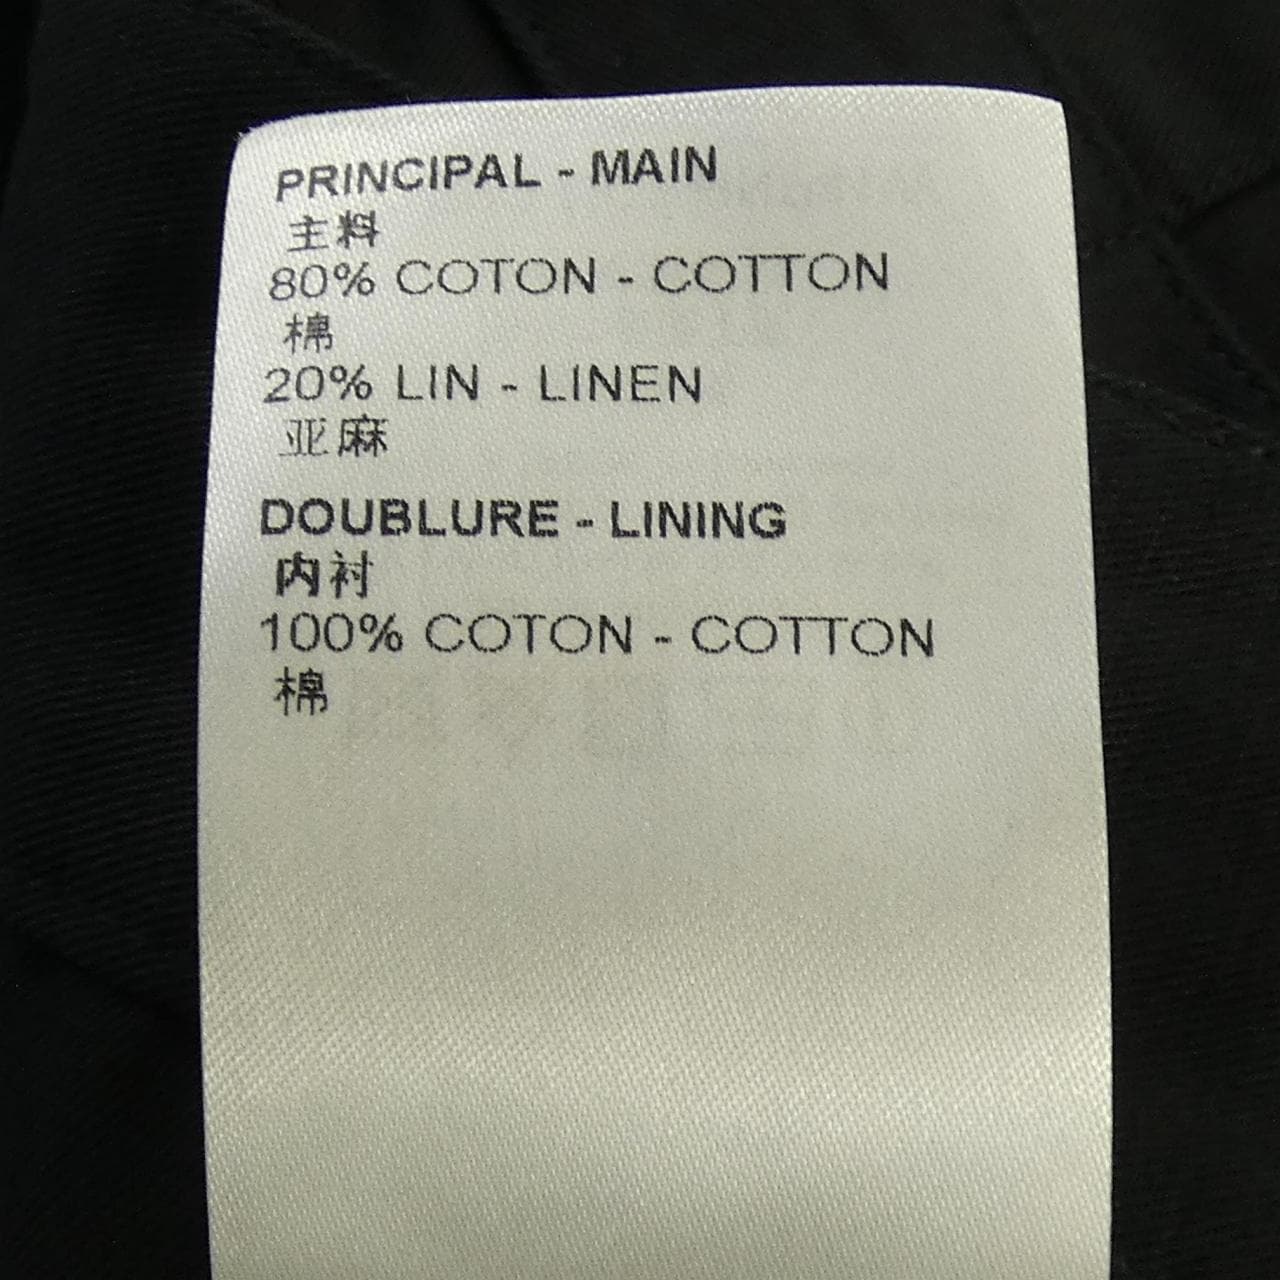 PRINCIPAL - MAIN
主料
80% COTON - COTTON
棉
20% LIN - LINEN
亚麻
DOUBLURE - LINING
内衬
100% COTON - COTTON
棉